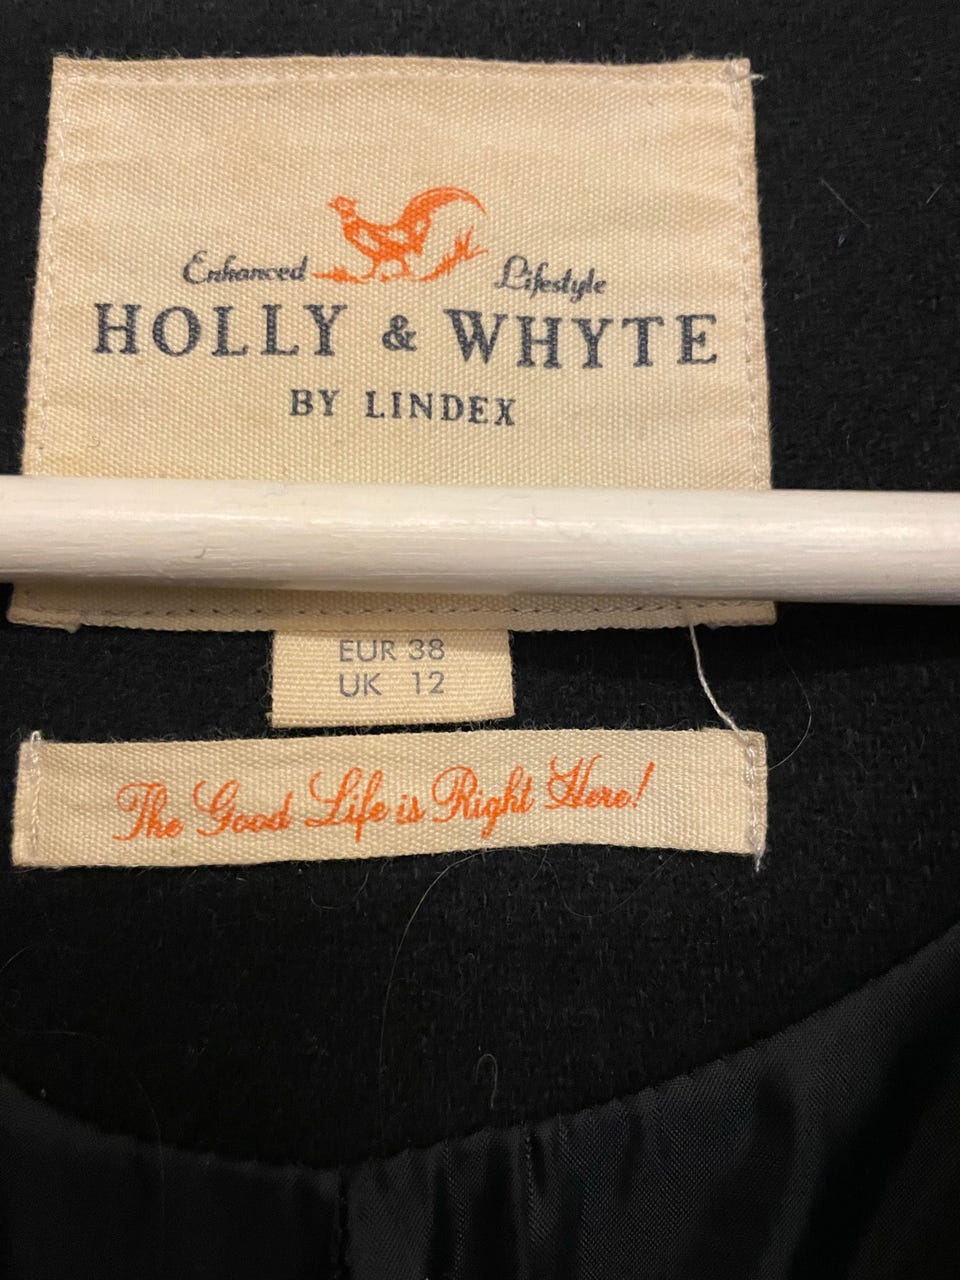 Enhanced Lifestyle
HOLLY & WHYTE
BY LINDEX
EUR 38
UK 12
The Good Life is Right Here!